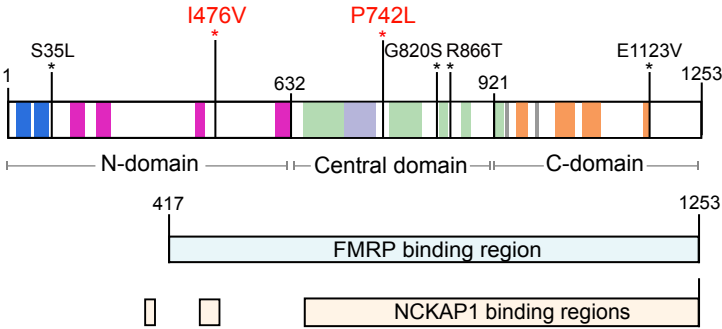 I476V
P742L
*
*
S35L
G820S R866T
E1123V
*
* *
*
1
632
921
1253
N-domain
Central domain
C-domain
417
1253
FMRP binding region
NCKAP1 binding regions